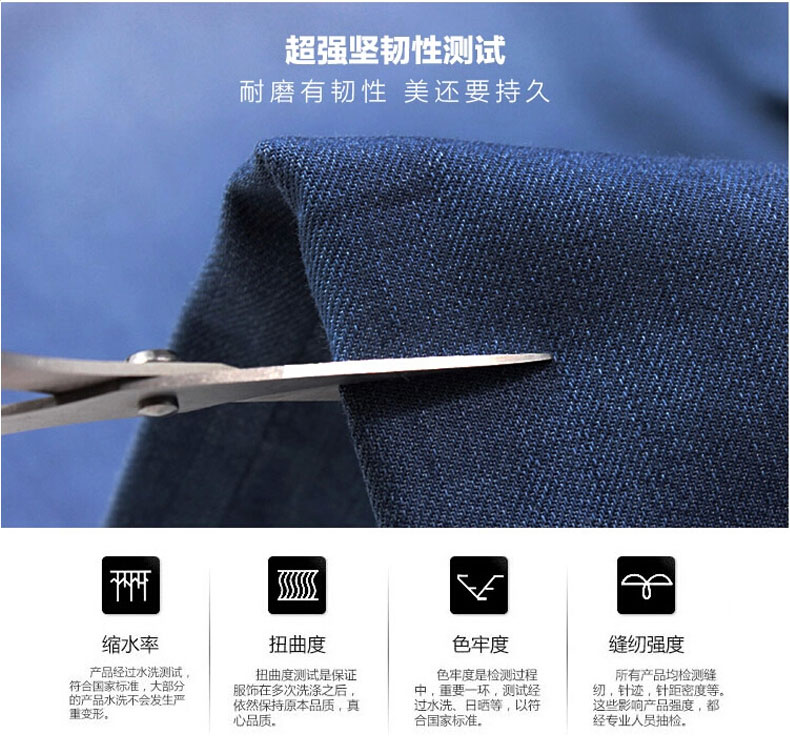 超强坚韧性测试
耐磨有韧性 美还要持久
缩水率
产品经过水洗测试,
符合国家标准，大部分
的产品水洗不会发生严
重变形。
扭曲度
扭曲度测试是保证
服饰在多次洗涤之后,
依然保持原本品质，真
心品质。
色牢度
色牢度是检测过程
中，重要一环，测试经
过水洗、日晒等，以符
合国家标准。
缝纫强度
所有产品均检测缝
纫，针迹，针距密度等。
这些影响产品强度，都
经专业人员抽检。